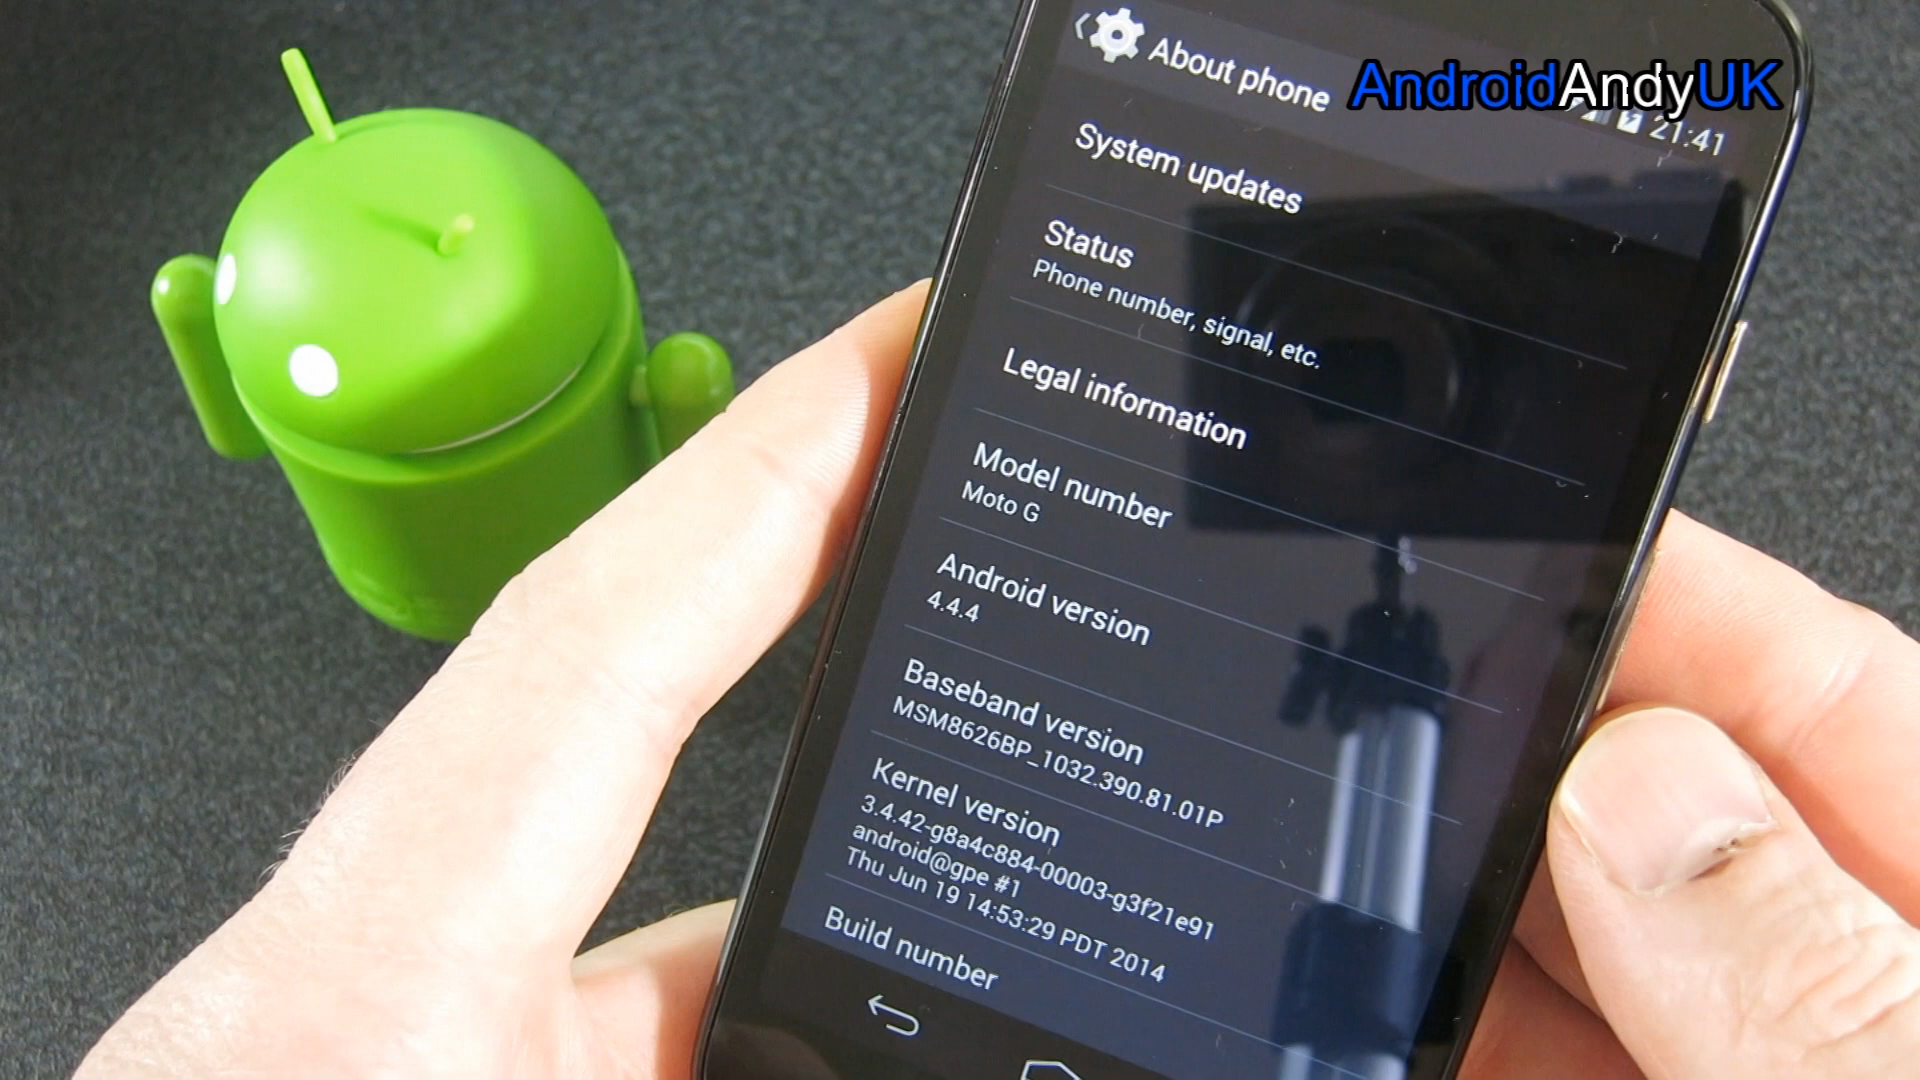 About phone
AndroidAndyUK
21:41
System updates
Status
Phone number, signal, etc.
Legal information
Model number
Moto G
Android version
4.4.4
Baseband version
MSM8626BP_1032.390.81.01P
Kernel version
3.4.42-g8a4c884-00003-g3f21e91
android@gpe #1
Thu Jun 19 14:53:29 PDT 2014
Build number